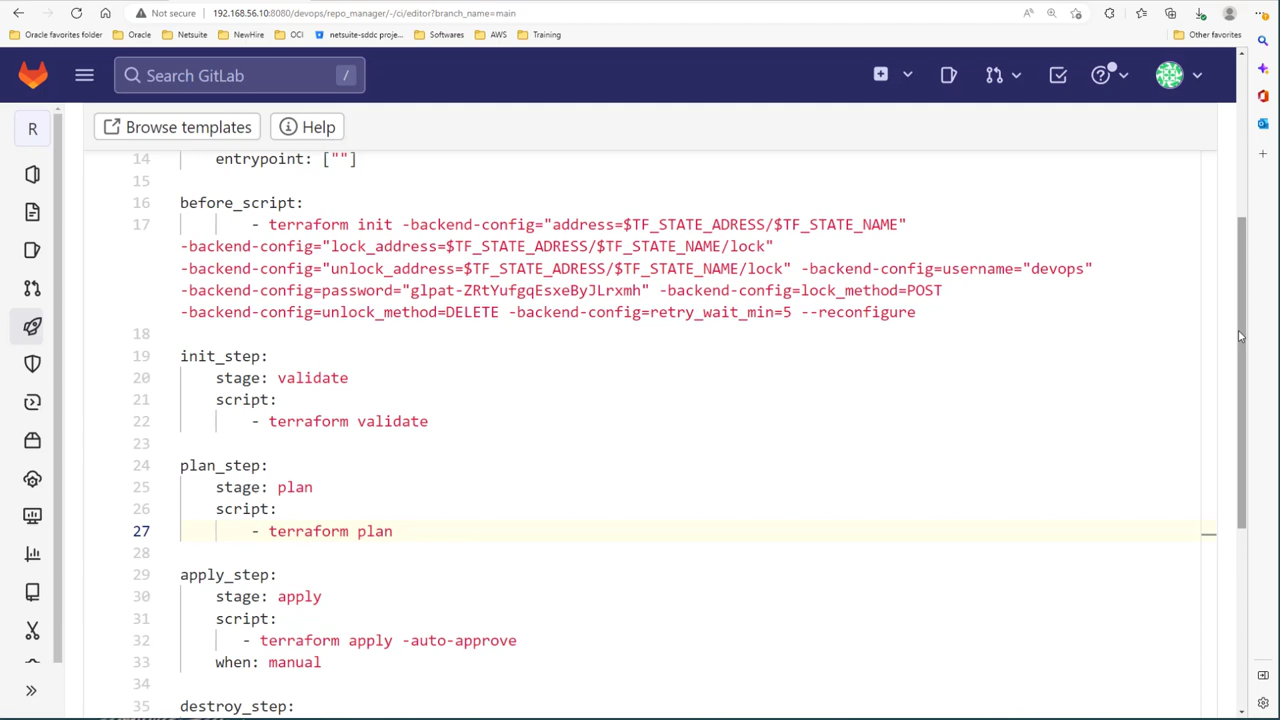 Not secure 192.168.56.10:8080/devops/repo_manager/-/ci/editor?branch_name=main
Oracle favorites folder Oracle Netsuite NewHire OCI netsuite-sddc proje... Softwares AWS Training Other favorites
Search GitLab /
R
Browse templates Help
14 entrypoint: [""]
15
16 before_script:
17 - terraform init -backend-config="address=$TF_STATE_ADRESS/$TF_STATE_NAME"
-backend-config="lock_address=$TF_STATE_ADRESS/$TF_STATE_NAME/lock"
-backend-config="unlock_address=$TF_STATE_ADRESS/$TF_STATE_NAME/lock" -backend-config=username="devops"
-backend-config=password="glpat-ZRtYufgqEsxeByJLrxmh" -backend-config=lock_method=POST
-backend-config=unlock_method=DELETE -backend-config=retry_wait_min=5 --reconfigure
18
19 init_step:
20 stage: validate
21 script:
22 - terraform validate
23
24 plan_step:
25 stage: plan
26 script:
27 - terraform plan
28
29 apply_step:
30 stage: apply
31 script:
32 - terraform apply -auto-approve
33 when: manual
34
35 destroy_step: